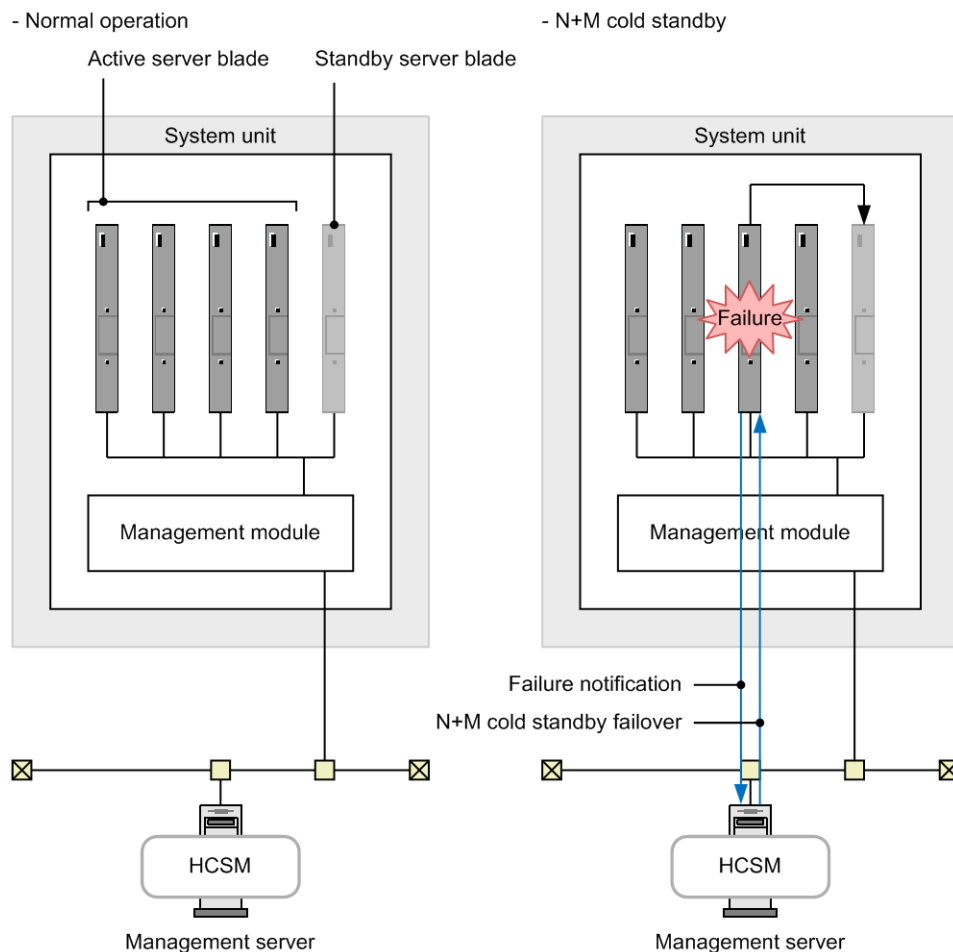 - Normal operation
Active server blade
Standby server blade
System unit
Management module
HCSM
Management server
- N+M cold standby
System unit
Failure
Management module
Failure notification
N+M cold standby failover
HCSM
Management server